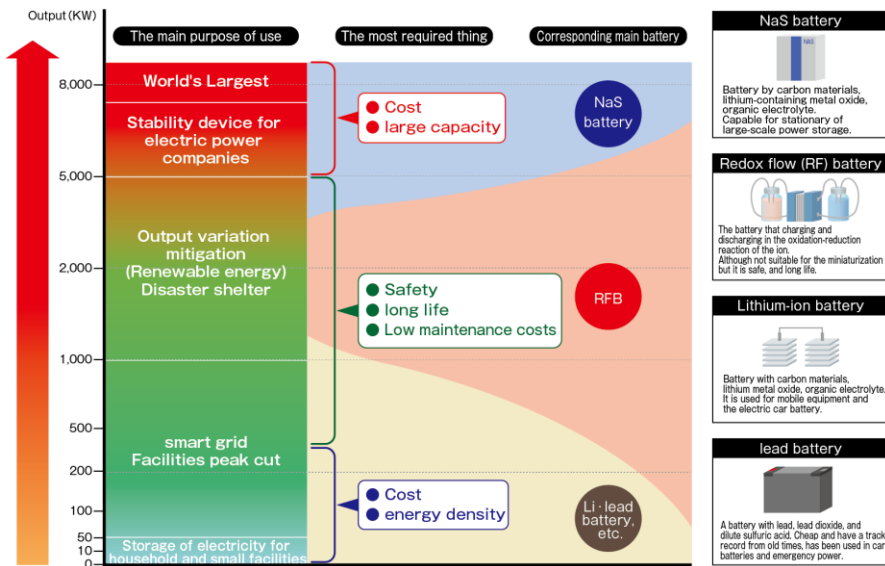 Output (KW)
The main purpose of use
The most required thing
Corresponding main battery
8,000
5,000
2,000
1,000
500
200
100
50
10
0
World's Largest
Stability device for
electric power
companies
Output variation
mitigation
(Renewable energy)
Disaster shelter
smart grid
Facilities peak cut
Storage of electricity for
household and small facilities
● Cost
● large capacity
● Safety
● long life
● Low maintenance costs
● Cost
● energy density
NaS
battery
RFB
Li・lead
battery,
etc.
NaS battery
NAS
Battery by carbon materials,
lithium-containing metal oxide,
organic electrolyte.
Capable for stationary of
large-scale power storage.
Redox flow (RF) battery
The battery that charging and
discharging in the oxidation-reduction
reaction of the ion.
Although not suitable for the miniaturization
but it is safe, and long life.
Lithium-ion battery
Battery with carbon materials,
lithium metal oxide, organic electrolyte.
It is used for mobile equipment and
the electric car battery.
lead battery
A battery with lead, lead dioxide, and
dilute sulfuric acid. Cheap and have a track
record from old times, has been used in car
batteries and emergency power.